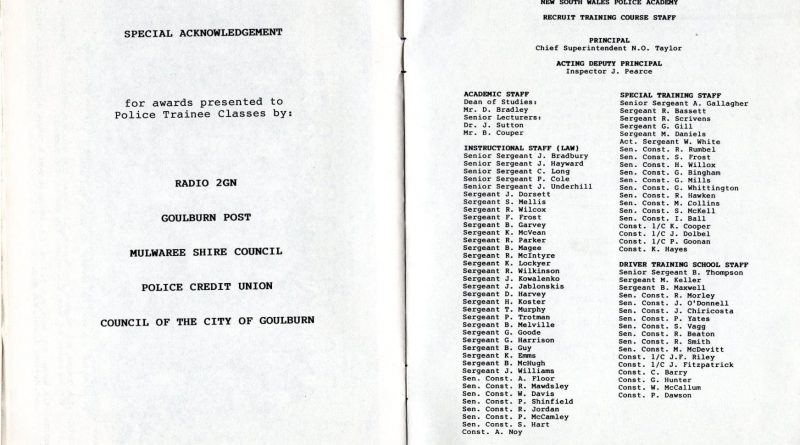 SPECIAL ACKNOWLEDGEMENT
for awards presented to
Police Trainee Classes by:
RADIO 2GN
GOULBURN POST
MULWAREE SHIRE COUNCIL
POLICE CREDIT UNION
COUNCIL OF THE CITY OF GOULBURN
NEW SOUTH WALES POLICE ACADEMY
RECRUIT TRAINING COURSE STAFF
PRINCIPAL
Chief Superintendent N.O. Taylor
ACTING DEPUTY PRINCIPAL
Inspector J. Pearce
ACADEMIC STAFF
Dean of Studies:
Mr. D. Bradley
Senior Lecturers:
Dr. J. Sutton
Mr. B. Couper
INSTRUCTIONAL STAFF (LAW)
Senior Sergeant J. Bradbury
Senior Sergeant J. Hayward
Senior Sergeant C. Long
Senior Sergeant P. Cole
Senior Sergeant J. Underhill
Sergeant J. Dorsett
Sergeant S. Mellis
Sergeant R. Wilcox
Sergeant F. Frost
Sergeant B. Garvey
Sergeant K. McVean
Sergeant R. Parker
Sergeant B. Magee
Sergeant R. McIntyre
Sergeant K. Lockyer
Sergeant R. Wilkinson
Sergeant J. Kowalenko
Sergeant J. Jablonskis
Sergeant D. Harvey
Sergeant H. Koster
Sergeant T. Murphy
Sergeant P. Trotman
Sergeant B. Melville
Sergeant G. Goode
Sergeant G. Harrison
Sergeant B. Guy
Sergeant K. Emms
Sergeant B. McHugh
Sergeant J. Williams
Sen. Const. A. Floor
Sen. Const. R. Mawdsley
Sen. Const. W. Davis
Sen. Const. P. Shinfield
Sen. Const. R. Jordan
Sen. Const. P. McCamley
Sen. Const. S. Hart
Const. A. Noy
SPECIAL TRAINING STAFF
Senior Sergeant A. Gallagher
Sergeant R. Bassett
Sergeant R. Scrivens
Sergeant G. Gill
Sergeant M. Daniels
Act. Sergeant W. White
Sen. Const. R. Rumbel
Sen. Const. S. Frost
Sen. Const. H. Willox
Sen. Const. G. Bingham
Sen. Const. G. Mills
Sen. Const. G. Whittington
Sen. Const. R. Hawken
Sen. Const. M. Collins
Sen. Const. S. McKell
Sen. Const. I. Ball
Const. 1/C K. Cooper
Const. 1/C J. Dolbel
Const. 1/C P. Goonan
Const. K. Hayes
DRIVER TRAINING SCHOOL STAFF
Senior Sergeant B. Thompson
Sergeant M. Keller
Sergeant B. Maxwell
Sen. Const. R. Morley
Sen. Const. J. O'Donnell
Sen. Const. J. Chiricosta
Sen. Const. P. Yates
Sen. Const. S. Vagg
Sen. Const. R. Beaton
Sen. Const. R. Smith
Sen. Const. M. McDevitt
Const. 1/C J.F. Riley
Const. 1/C J. Fitzpatrick
Const. C. Barry
Const. G. Hunter
Const. W. McCallum
Const. P. Dawson